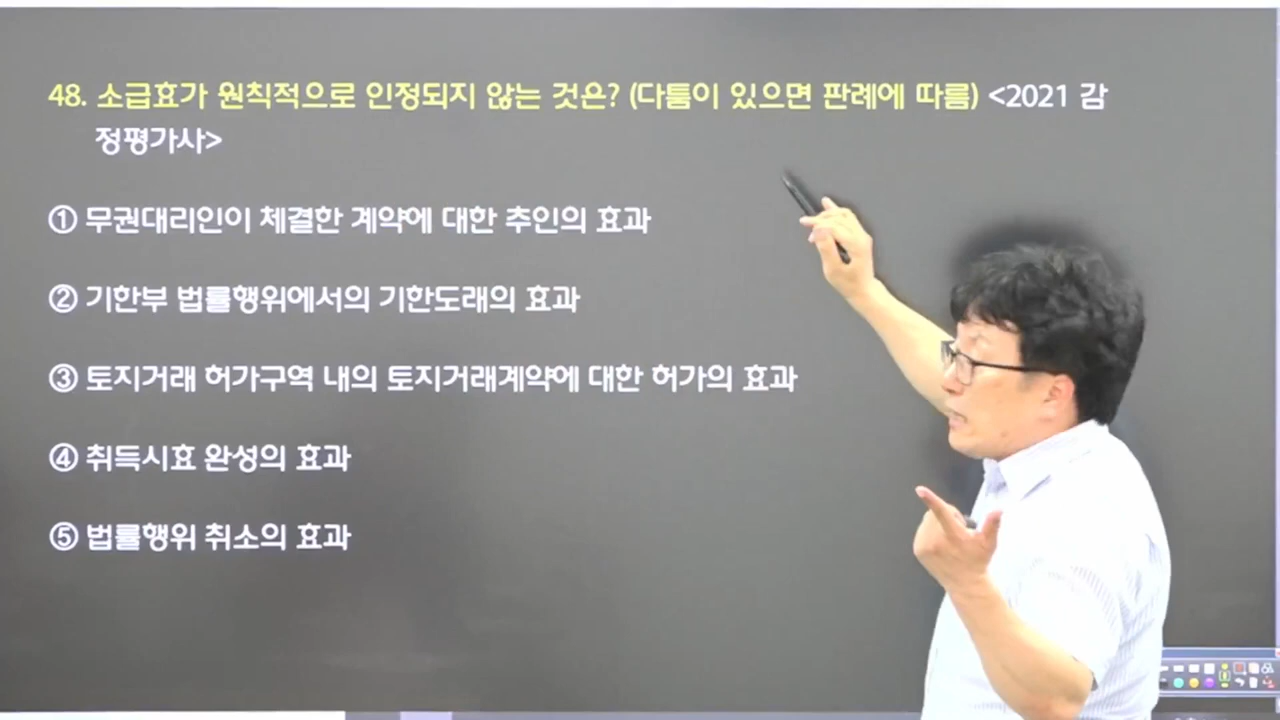 48. 소급효가 원칙적으로 인정되지 않는 것은? (다툼이 있으면 판례에 따름) <2021 감
정평가사>
① 무권대리인이 체결한 계약에 대한 추인의 효과
② 기한부 법률행위에서의 기한도래의 효과
③ 토지거래 허가구역 내의 토지거래계약에 대한 허가의 효과
④ 취득시효 완성의 효과
⑤ 법률행위 취소의 효과